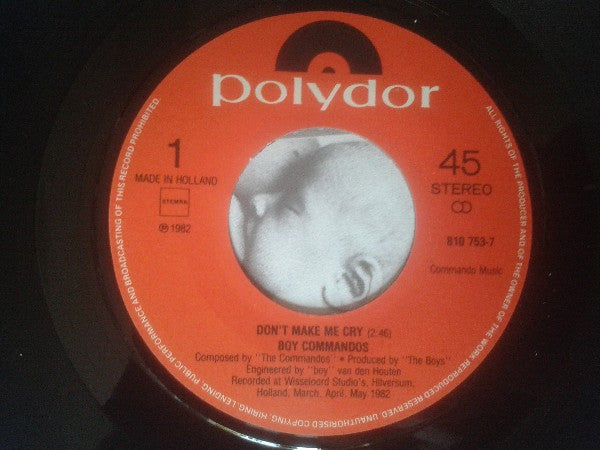 polydor
1
MADE IN HOLLAND
STEMRA
℗ 1982
45
STEREO
810 753-7
Commando Music
DON'T MAKE ME CRY (2:46)
BOY COMMANDOS
Composed by "The Commandos" • Produced by "The Boys"
Engineered by "boy" van den Houten
Recorded at Wisseloord Studio's, Hilversum,
Holland, March, April, May 1982
ALL RIGHTS OF THE PRODUCER AND OF THE OWNER OF THE WORK REPRODUCED RESERVED. UNAUTHORISED COPYING, HIRING, LENDING, PUBLIC PERFORMANCE AND BROADCASTING OF THIS RECORD PROHIBITED.